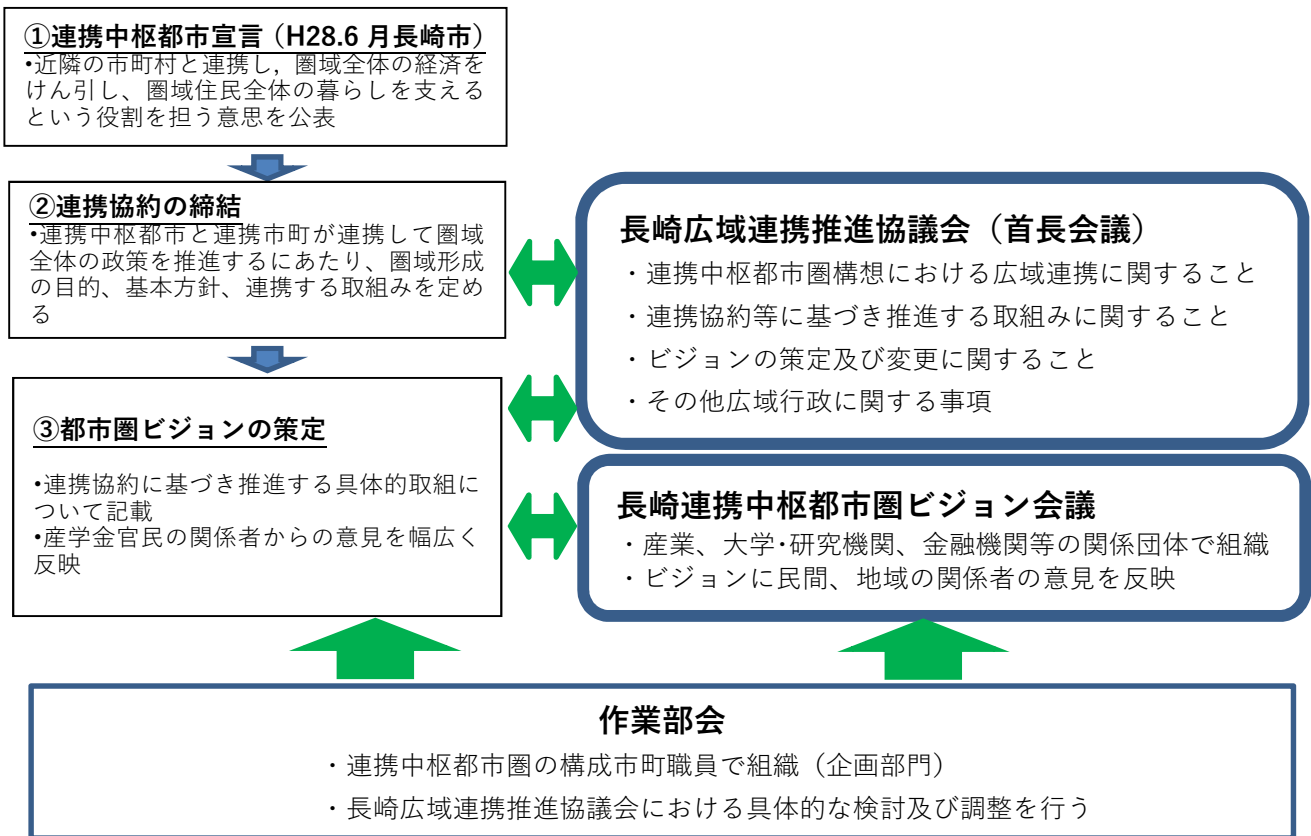 ①連携中枢都市宣言（H28.6 月長崎市）
•近隣の市町村と連携し，圏域全体の経済を
けん引し、圏域住民全体の暮らしを支える
という役割を担う意思を公表
②連携協約の締結
•連携中枢都市と連携市町が連携して圏域
全体の政策を推進するにあたり、圏域形成
の目的、基本方針、連携する取組みを定め
る
③都市圏ビジョンの策定
•連携協約に基づき推進する具体的取組に
ついて記載
•産学金官民の関係者からの意見を幅広く
反映
長崎広域連携推進協議会（首長会議）
・連携中枢都市圏構想における広域連携に関すること
・連携協約等に基づき推進する取組みに関すること
・ビジョンの策定及び変更に関すること
・その他広域行政に関する事項
長崎連携中枢都市圏ビジョン会議
・産業、大学･研究機関、金融機関等の関係団体で組織
・ビジョンに民間、地域の関係者の意見を反映
作業部会
・連携中枢都市圏の構成市町職員で組織（企画部門）
・長崎広域連携推進協議会における具体的な検討及び調整を行う